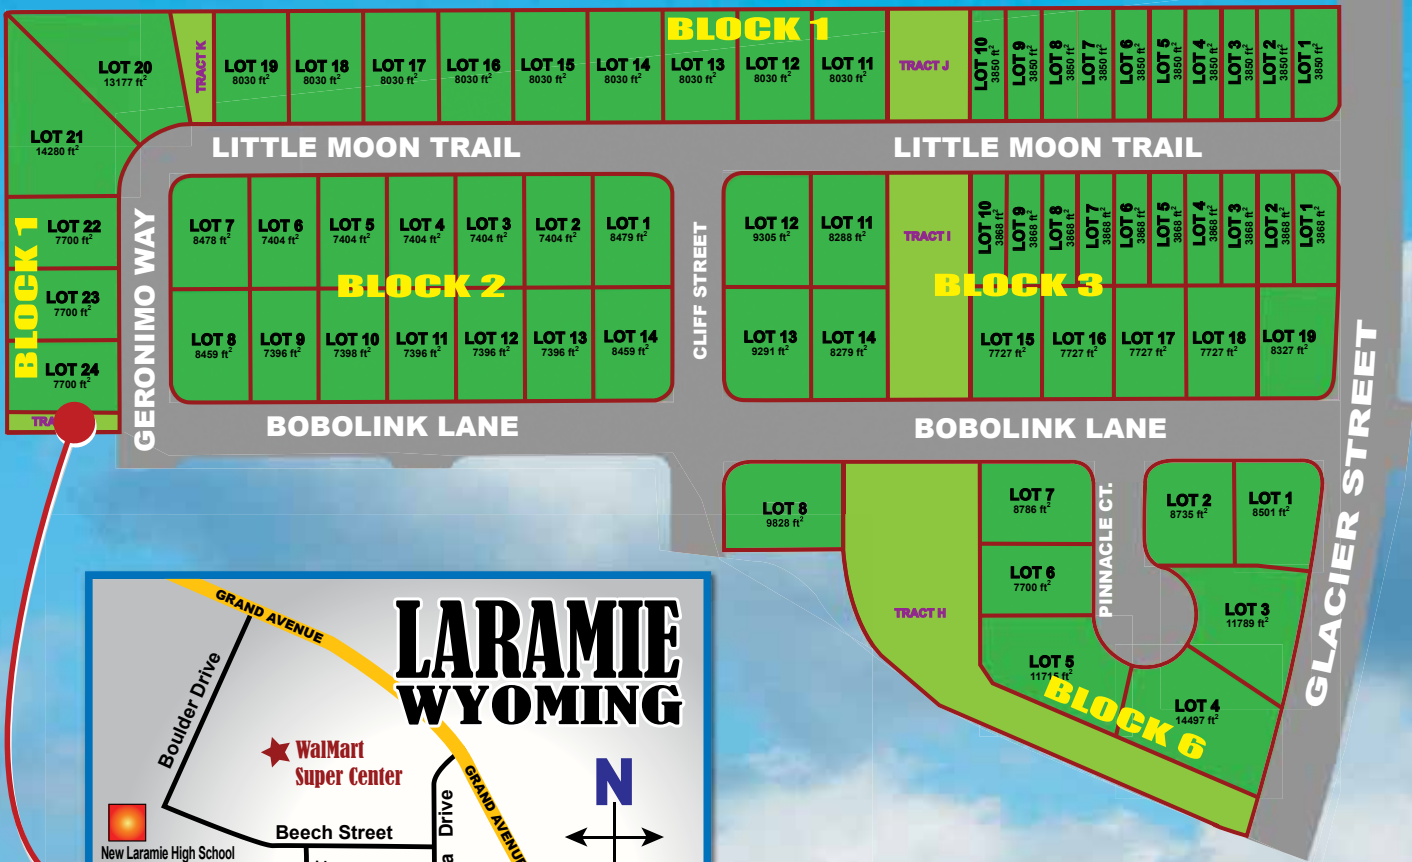 BLOCK 1
LOT 20
13177 ft²
TRACT K
LOT 19
8030 ft²
LOT 18
8030 ft²
LOT 17
8030 ft²
LOT 16
8030 ft²
LOT 15
8030 ft²
LOT 14
8030 ft²
LOT 13
8030 ft²
LOT 12
8030 ft²
LOT 11
8030 ft²
TRACT J
LOT 10
3850 ft²
LOT 9
3850 ft²
LOT 8
3850 ft²
LOT 7
3850 ft²
LOT 6
3850 ft²
LOT 5
3850 ft²
LOT 4
3850 ft²
LOT 3
3850 ft²
LOT 2
3850 ft²
LOT 1
3850 ft²
LOT 21
14280 ft²
LITTLE MOON TRAIL
LITTLE MOON TRAIL
BLOCK 1
LOT 22
7700 ft²
LOT 23
7700 ft²
LOT 24
7700 ft²
TRA
GERONIMO WAY
LOT 7
8478 ft²
LOT 6
7404 ft²
LOT 5
7404 ft²
LOT 4
7404 ft²
LOT 3
7404 ft²
LOT 2
7404 ft²
LOT 1
8479 ft²
BLOCK 2
LOT 8
8459 ft²
LOT 9
7396 ft²
LOT 10
7398 ft²
LOT 11
7396 ft²
LOT 12
7396 ft²
LOT 13
7396 ft²
LOT 14
8459 ft²
CLIFF STREET
LOT 12
9305 ft²
LOT 11
8288 ft²
TRACT I
LOT 10
3868 ft²
LOT 9
3868 ft²
LOT 8
3868 ft²
LOT 7
3868 ft²
LOT 6
3868 ft²
LOT 5
3868 ft²
LOT 4
3868 ft²
LOT 3
3868 ft²
LOT 2
3868 ft²
LOT 1
3868 ft²
BLOCK 3
LOT 13
9291 ft²
LOT 14
8279 ft²
LOT 15
7727 ft²
LOT 16
7727 ft²
LOT 17
7727 ft²
LOT 18
7727 ft²
LOT 19
8327 ft²
BOBOLINK LANE
BOBOLINK LANE
GLACIER STREET
LOT 8
9828 ft²
TRACT H
LOT 7
8786 ft²
LOT 6
7700 ft²
LOT 5
11715 ft²
PINNACLE CT.
LOT 2
8735 ft²
LOT 1
8501 ft²
LOT 3
11789 ft²
LOT 4
14497 ft²
BLOCK 6
GRAND AVENUE
LARAMIE
WYOMING
Boulder Drive
WalMart
Super Center
GRAND AVENU
N
Drive
Beech Street
New Laramie High School